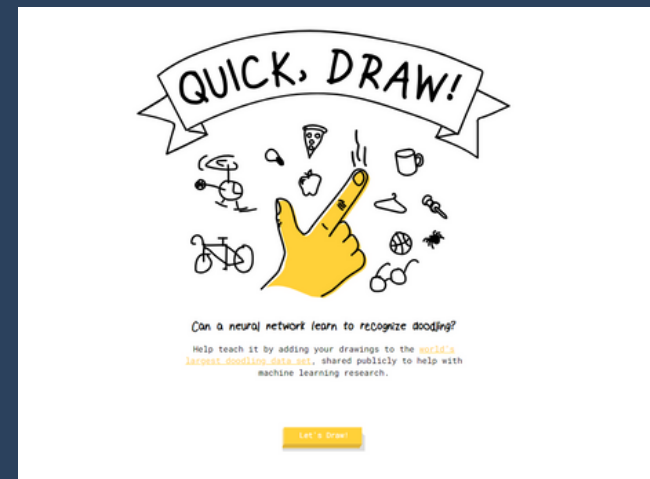 QUICK, DRAW!
Can a neural network learn to recognize doodling?
Help teach it by adding your drawings to the world's
largest doodling data set, shared publicly to help with
machine learning research.
Let's Draw!